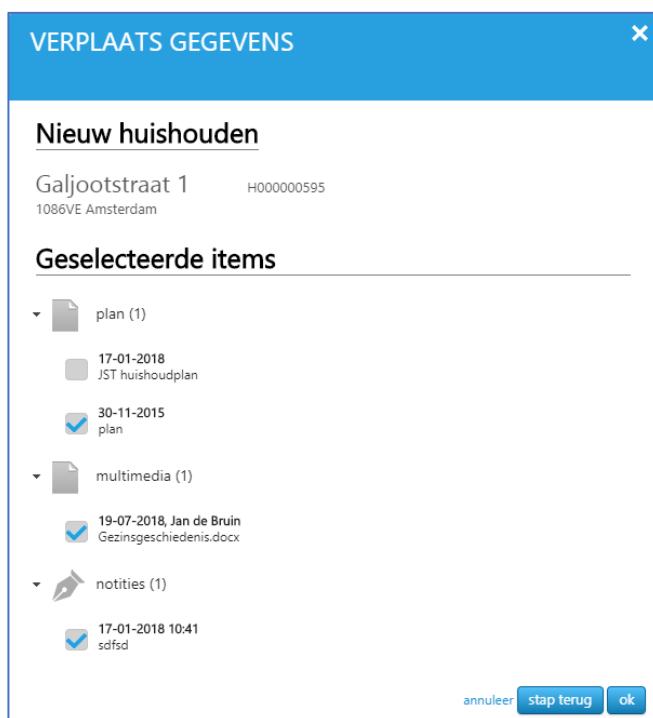 VERPLAATS GEGEVENS
Nieuw huishouden
Galjootstraat 1 H000000595
1086VE Amsterdam
Geselecteerde items
plan (1)
17-01-2018
JST huishoudplan
30-11-2015
plan
multimedia (1)
19-07-2018, Jan de Bruin
Gezinsgeschiedenis.docx
notities (1)
17-01-2018 10:41
sdfsd
annuleer stap terug ok